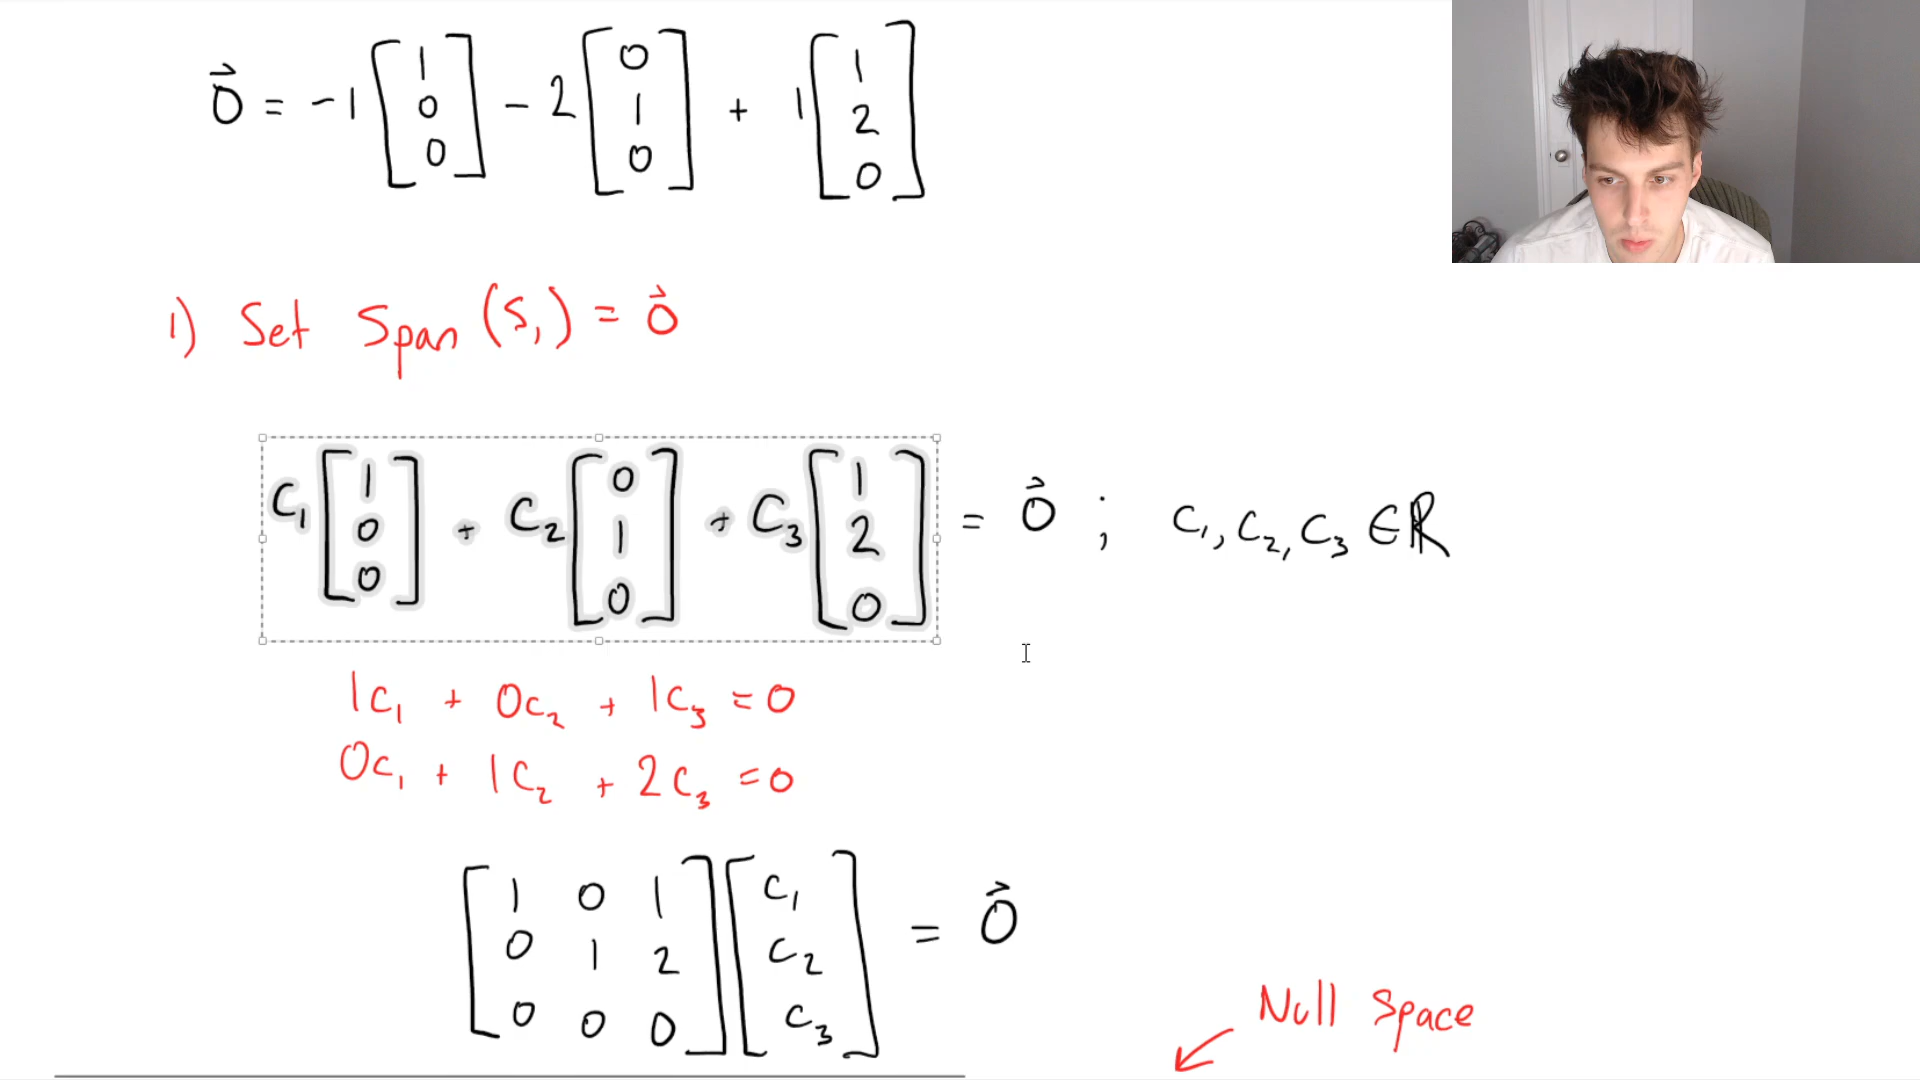 0⃗ = -1 [1 0 0] - 2 [0 1 0] + 1 [1 2 0]
1) Set Span (S₁) = 0⃗
C₁ [1 0 0] + C₂ [0 1 0] + C₃ [1 2 0] = 0⃗ ; C₁, C₂, C₃ ∈ ℝ
1C₁ + 0C₂ + 1C₃ = 0
0C₁ + 1C₂ + 2C₃ = 0
[1 0 1] [C₁]
[0 1 2] [C₂] = 0⃗
[0 0 0] [C₃]
Null Space